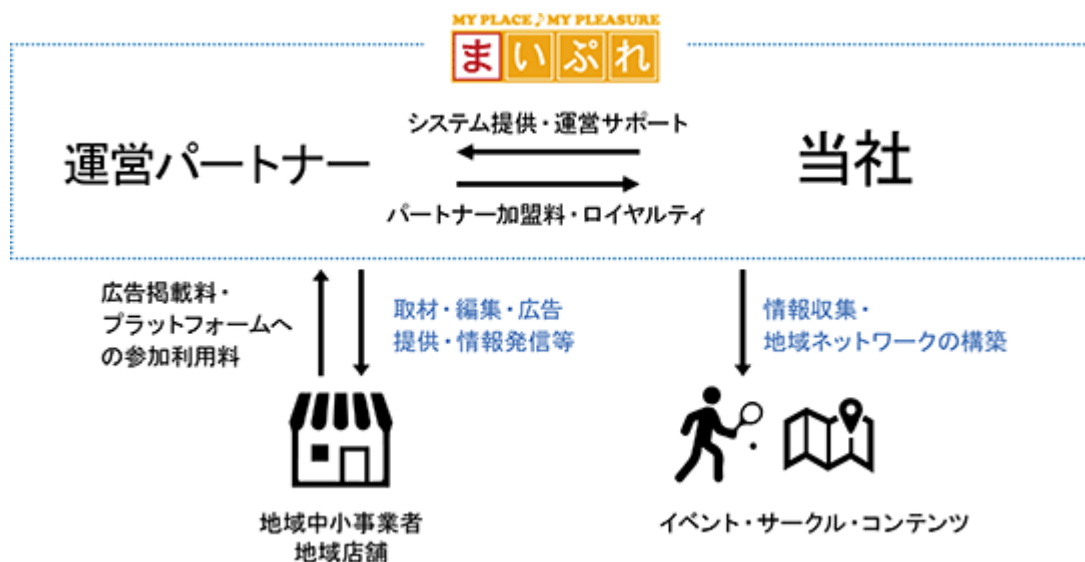 MY PLACE♪MY PLEASURE
まいぷれ
システム提供・運営サポート
運営パートナー
当社
パートナー加盟料・ロイヤルティ
広告掲載料・
プラットフォームへ
の参加利用料
取材・編集・広告
提供・情報発信等
情報収集・
地域ネットワークの構築
地域中小事業者
地域店舗
イベント・サークル・コンテンツ